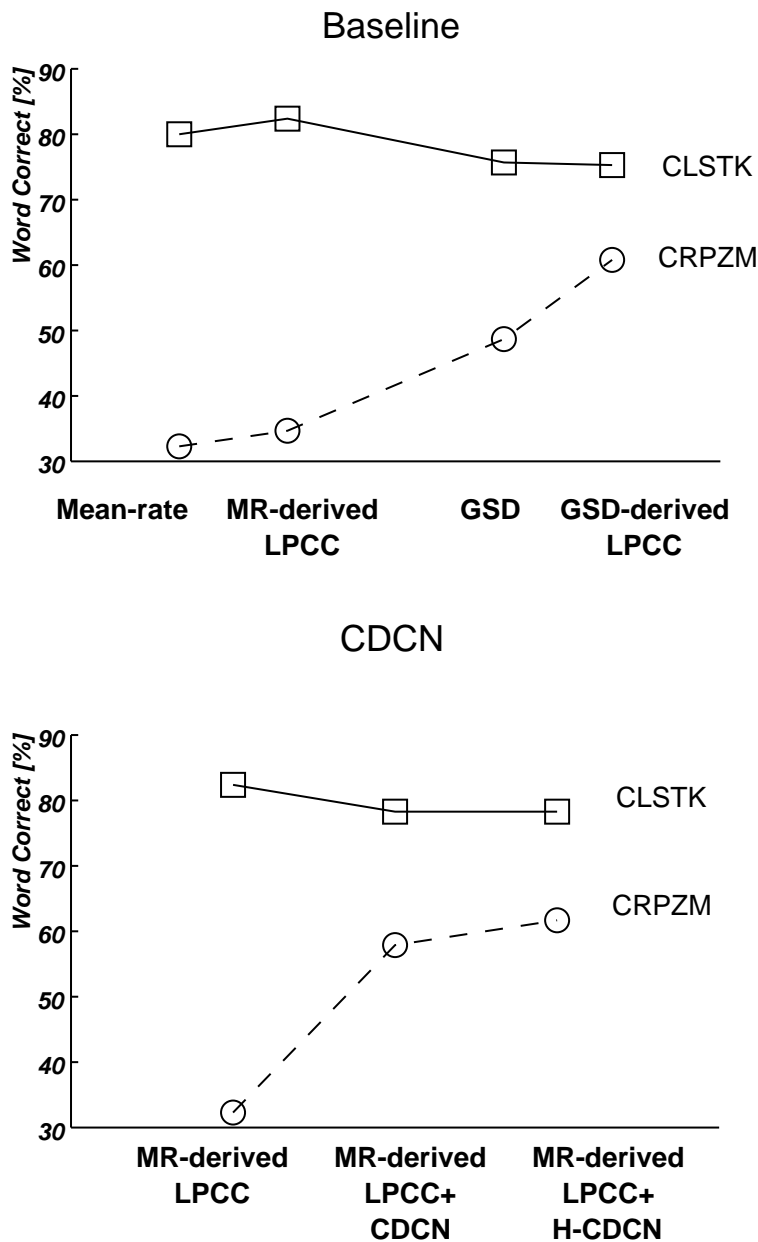 Baseline
Word Correct [%]
90
80
70
60
50
40
30
CLSTK
CRPZM
Mean-rate MR-derived GSD GSD-derived
LPCC LPCC
CDCN
Word Correct [%]
90
80
70
60
50
40
30
CLSTK
CRPZM
MR-derived MR-derived MR-derived
LPCC LPCC+ LPCC+
CDCN H-CDCN